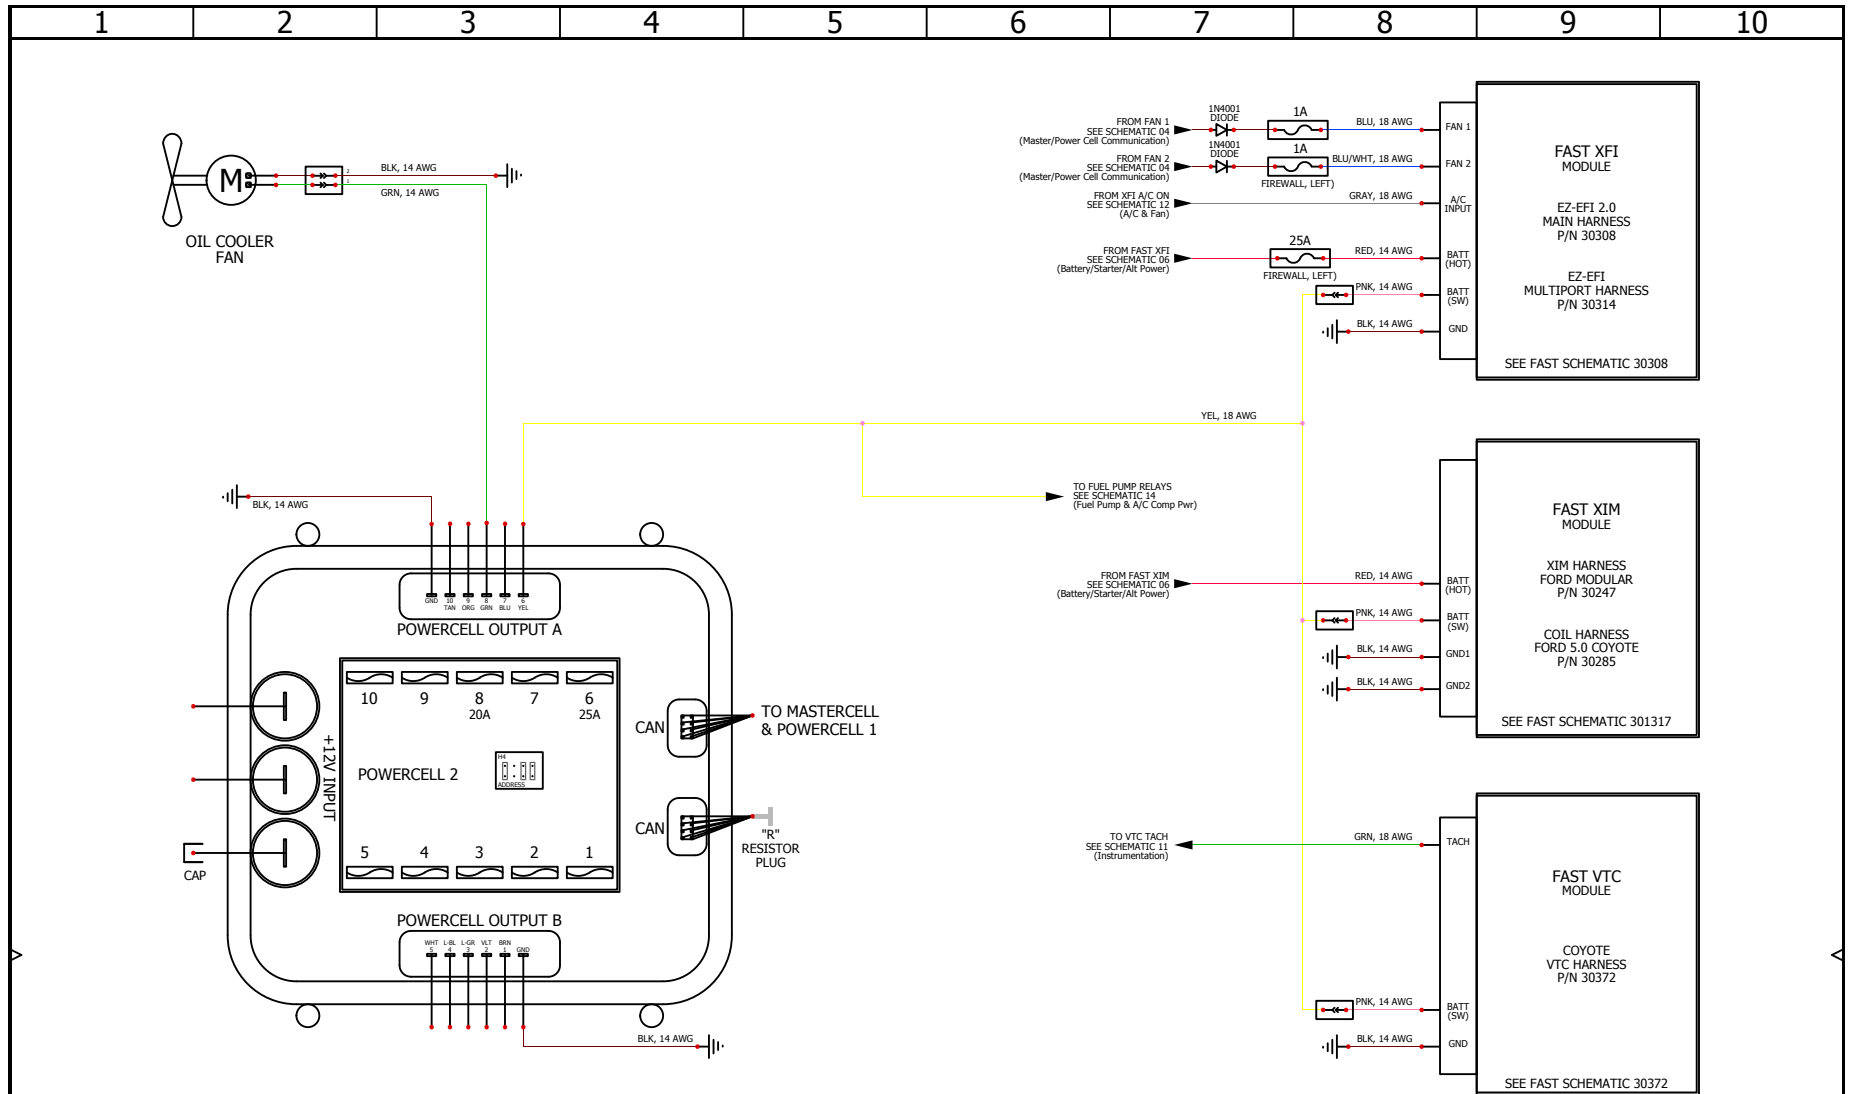 1 2 3 4 5 6 7 8 9 10
OIL COOLER
FAN
M
2
1
BLK, 14 AWG
GRN, 14 AWG
FROM FAN 1
SEE SCHEMATIC 04
(Master/Power Cell Communication)
1N4001
DIODE
1A
BLU, 18 AWG
FAN 1
FROM FAN 2
SEE SCHEMATIC 04
(Master/Power Cell Communication)
1N4001
DIODE
1A
FIREWALL, LEFT)
BLU/WHT, 18 AWG
FAN 2
FROM XFI A/C ON
SEE SCHEMATIC 12
(A/C & Fan)
GRAY, 18 AWG
A/C
INPUT
FROM FAST XFI
SEE SCHEMATIC 06
(Battery/Starter/Alt Power)
25A
FIREWALL, LEFT)
RED, 14 AWG
BATT
(HOT)
PNK, 14 AWG
BATT
(SW)
BLK, 14 AWG
GND
FAST XFI
MODULE
EZ-EFI 2.0
MAIN HARNESS
P/N 30308
EZ-EFI
MULTIPORT HARNESS
P/N 30314
SEE FAST SCHEMATIC 30308
YEL, 18 AWG
TO FUEL PUMP RELAYS
SEE SCHEMATIC 14
(Fuel Pump & A/C Comp Pwr)
FROM FAST XIM
SEE SCHEMATIC 06
(Battery/Starter/Alt Power)
RED, 14 AWG
BATT
(HOT)
PNK, 14 AWG
BATT
(SW)
BLK, 14 AWG
GND1
BLK, 14 AWG
GND2
FAST XIM
MODULE
XIM HARNESS
FORD MODULAR
P/N 30247
COIL HARNESS
FORD 5.0 COYOTE
P/N 30285
SEE FAST SCHEMATIC 301317
BLK, 14 AWG
GND 10 9 8 7 6
TAN ORG GRN BLU YEL
POWERCELL OUTPUT A
10 9 8 7 6
20A 25A
+12V INPUT
POWERCELL 2
H4
ADDRESS
CAN
TO MASTERCELL
& POWERCELL 1
CAN
"R"
RESISTOR
PLUG
CAP
5 4 3 2 1
POWERCELL OUTPUT B
WHT L-BL L-GR VLT BRN
5 4 3 2 1 GND
BLK, 14 AWG
TO VTC TACH
SEE SCHEMATIC 11
(Instrumentation)
GRN, 18 AWG
TACH
PNK, 14 AWG
BATT
(SW)
BLK, 14 AWG
GND
FAST VTC
MODULE
COYOTE
VTC HARNESS
P/N 30372
SEE FAST SCHEMATIC 30372